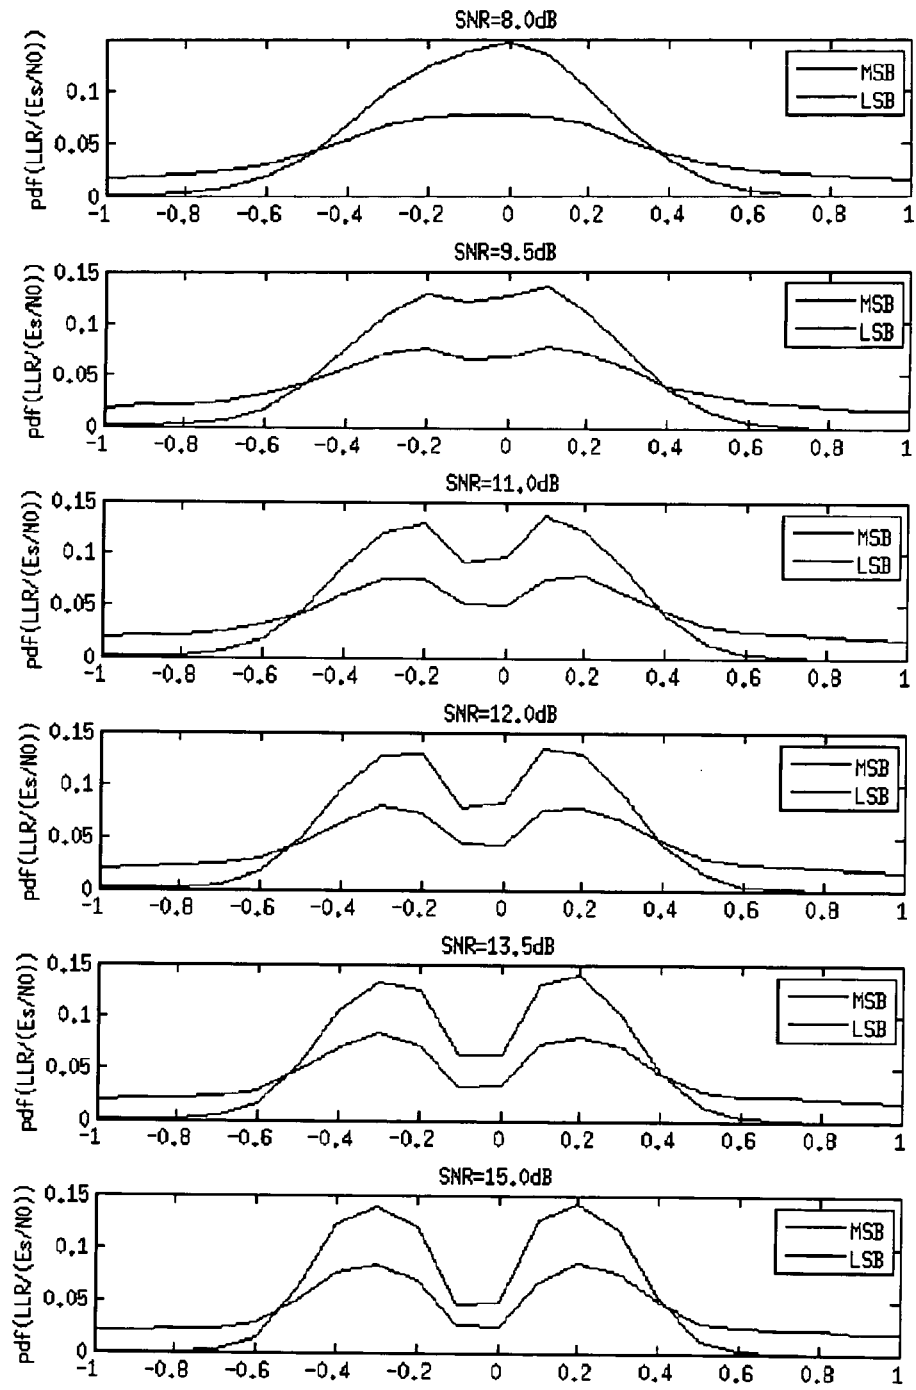 SNR=8.0dB
pdf(LLR/(Es/N0))
0.1
0.05
0
MSB
LSB
-1 -0.8 -0.6 -0.4 -0.2 0 0.2 0.4 0.6 0.8 1
SNR=9.5dB
pdf(LLR/(Es/N0))
0.15
0.1
0.05
0
MSB
LSB
-1 -0.8 -0.6 -0.4 -0.2 0 0.2 0.4 0.6 0.8 1
SNR=11.0dB
pdf(LLR/(Es/N0))
0.15
0.1
0.05
0
MSB
LSB
-1 -0.8 -0.6 -0.4 -0.2 0 0.2 0.4 0.6 0.8 1
SNR=12.0dB
pdf(LLR/(Es/N0))
0.15
0.1
0.05
0
MSB
LSB
-1 -0.8 -0.6 -0.4 -0.2 0 0.2 0.4 0.6 0.8 1
SNR=13.5dB
pdf(LLR/(Es/N0))
0.15
0.1
0.05
0
MSB
LSB
-1 -0.8 -0.6 -0.4 -0.2 0 0.2 0.4 0.6 0.8 1
SNR=15.0dB
pdf(LLR/(Es/N0))
0.15
0.1
0.05
0
MSB
LSB
-1 -0.8 -0.6 -0.4 -0.2 0 0.2 0.4 0.6 0.8 1